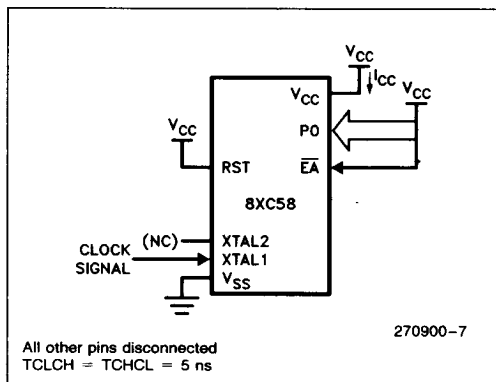 VCC
ICC
VCC
VCC
VCC
P0
RST
EA
8XC58
(NC)
XTAL2
CLOCK SIGNAL
XTAL1
VSS
270900-7
All other pins disconnected
TCLCH = TCHCL = 5 ns